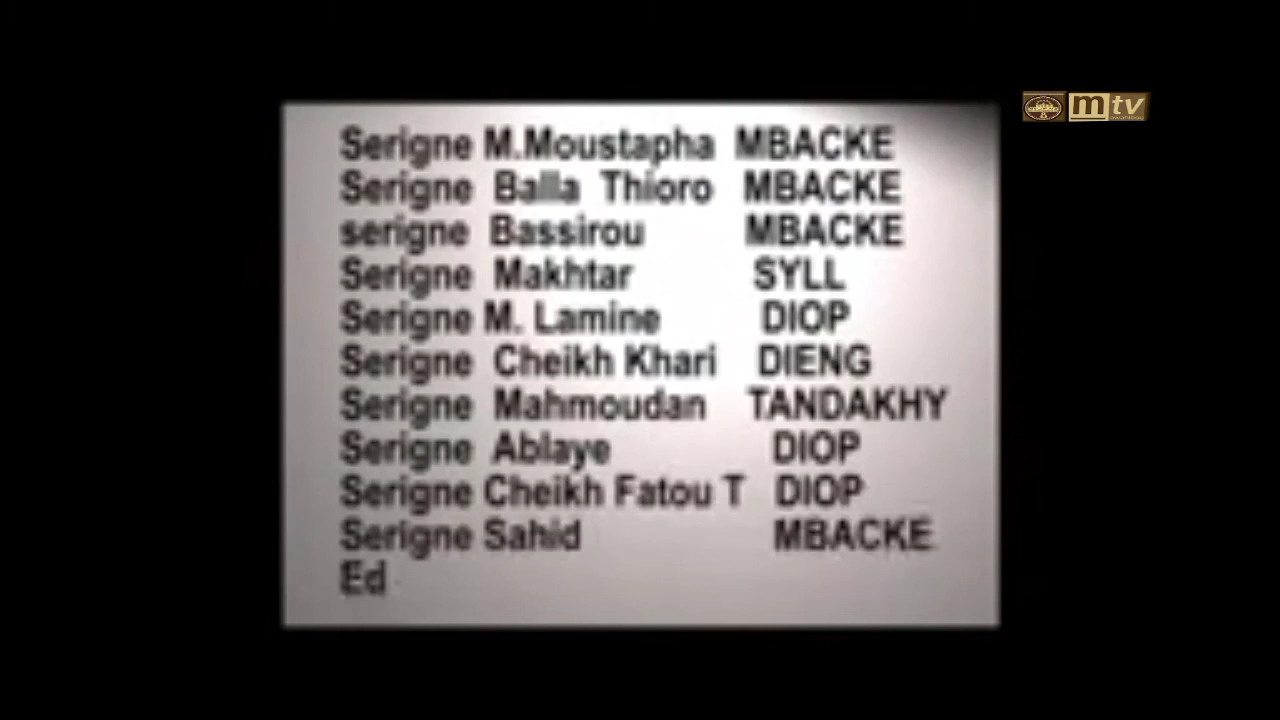 Serigne M.Moustapha MBACKE
Serigne Balla Thioro MBACKE
serigne Bassirou MBACKE
Serigne Makhtar SYLL
Serigne M. Lamine DIOP
Serigne Cheikh Khari DIENG
Serigne Mahmoudan TANDAKHY
Serigne Ablaye DIOP
Serigne Cheikh Fatou T DIOP
Serigne Sahid MBACKE
Ed
mtv